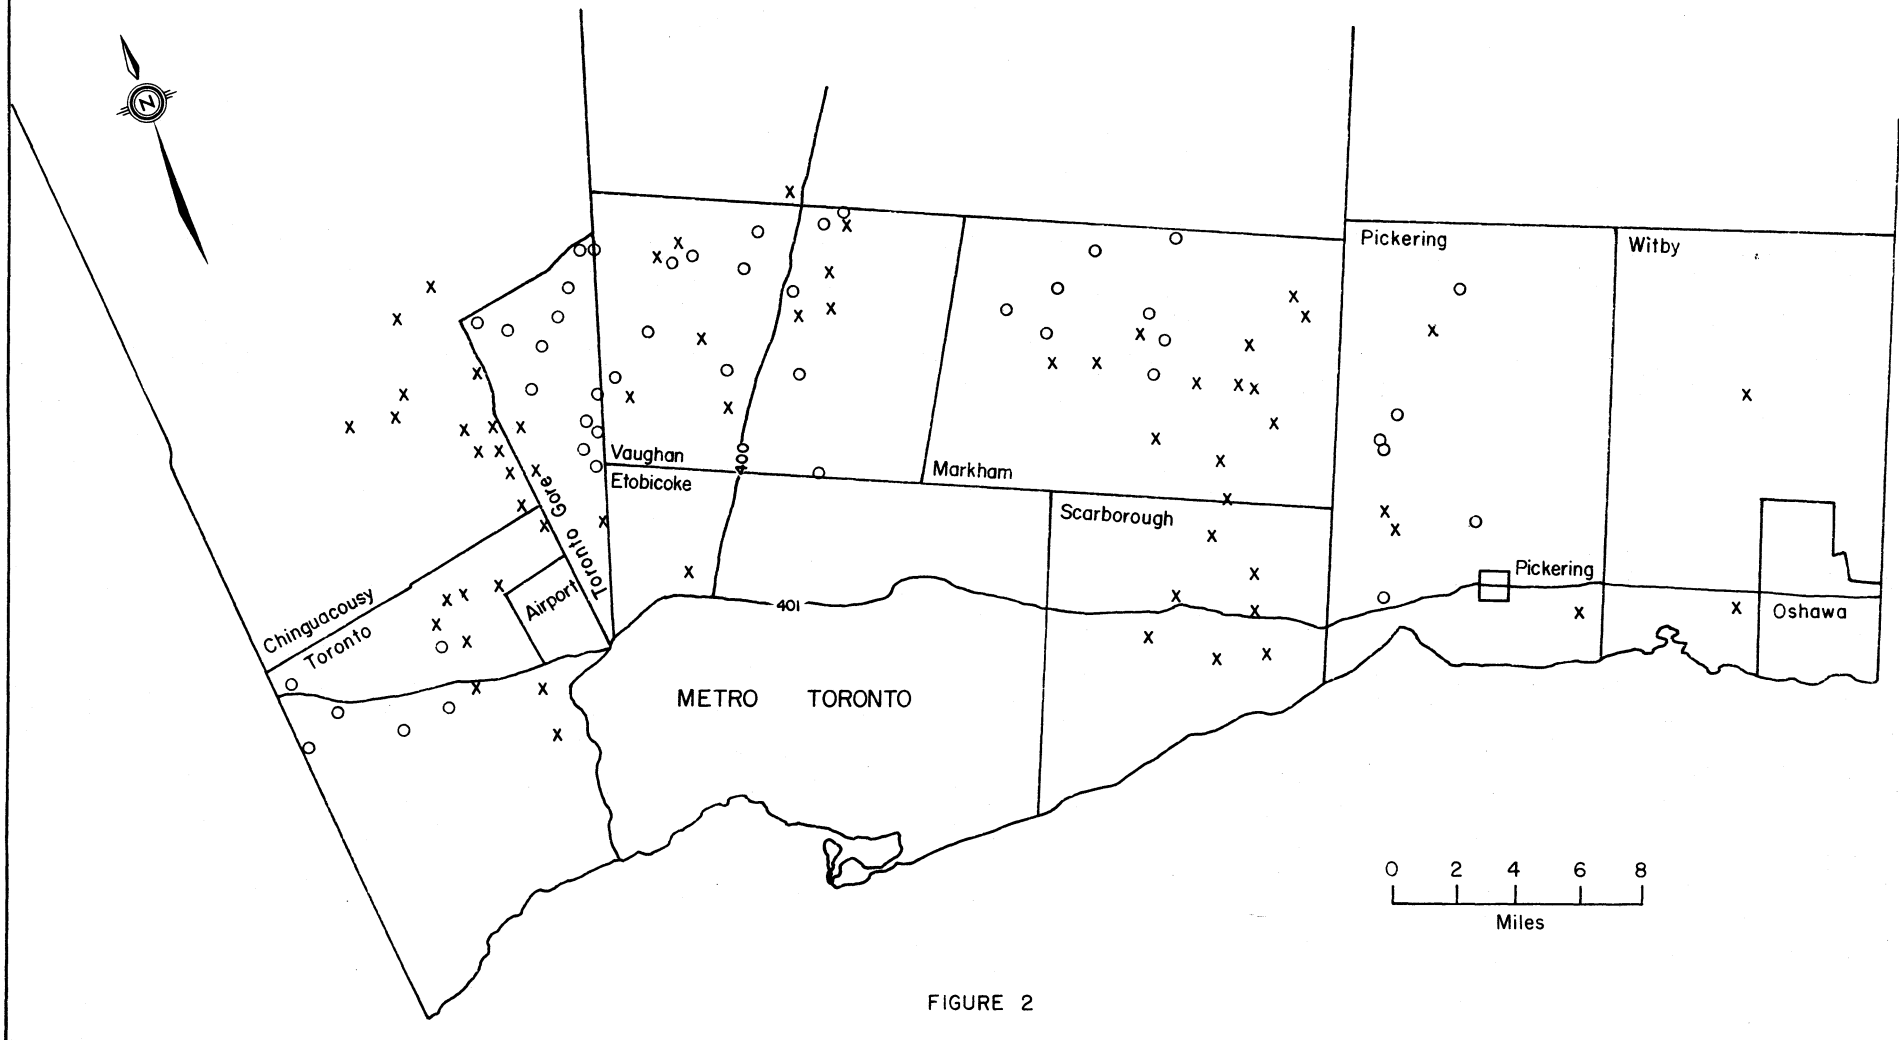 N
Pickering
Witby
Vaughan
Etobicoke
400
Markham
Scarborough
Toronto Gore
Pickering
Airport
Chinguacousy
Toronto
401
Oshawa
METRO TORONTO
0 2 4 6 8
Miles
FIGURE 2